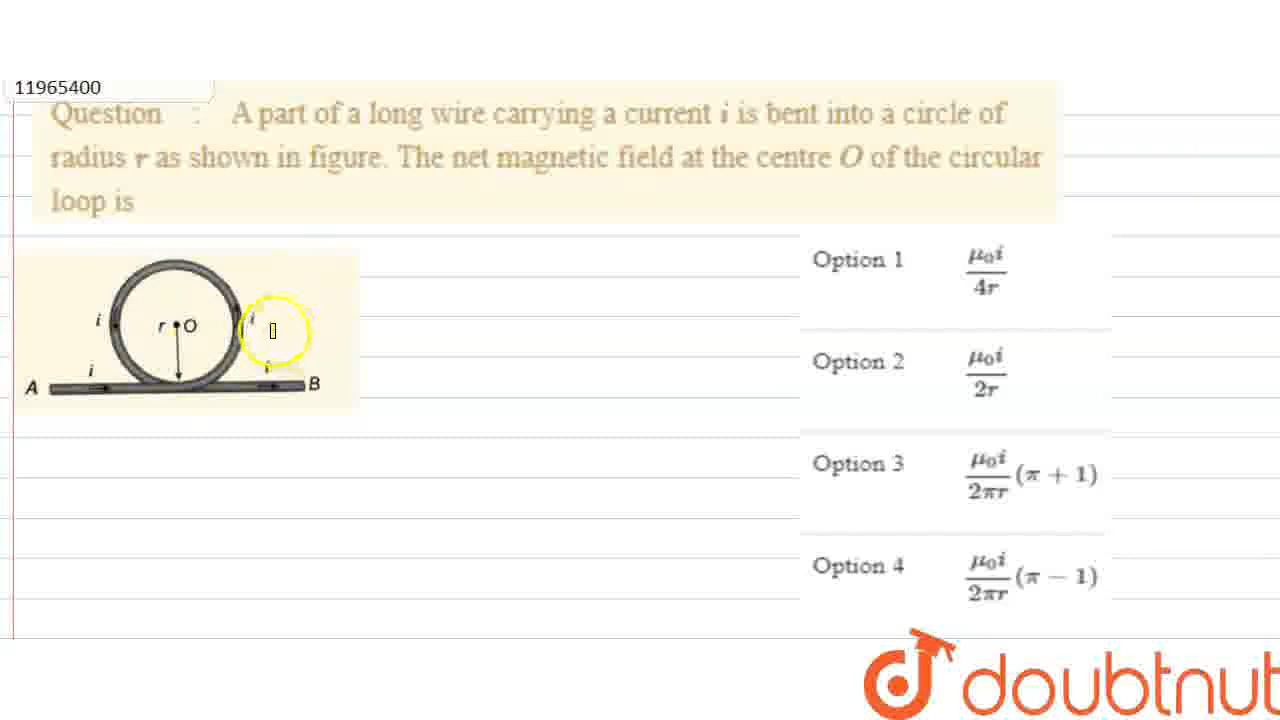 11965400
Question : A part of a long wire carrying a current i is bent into a circle of
radius r as shown in figure. The net magnetic field at the centre O of the circular
loop is
i r O i
i i
A B
Option 1 μ₀i/4r
Option 2 μ₀i/2r
Option 3 μ₀i/2πr (π + 1)
Option 4 μ₀i/2πr (π − 1)
doubtnut